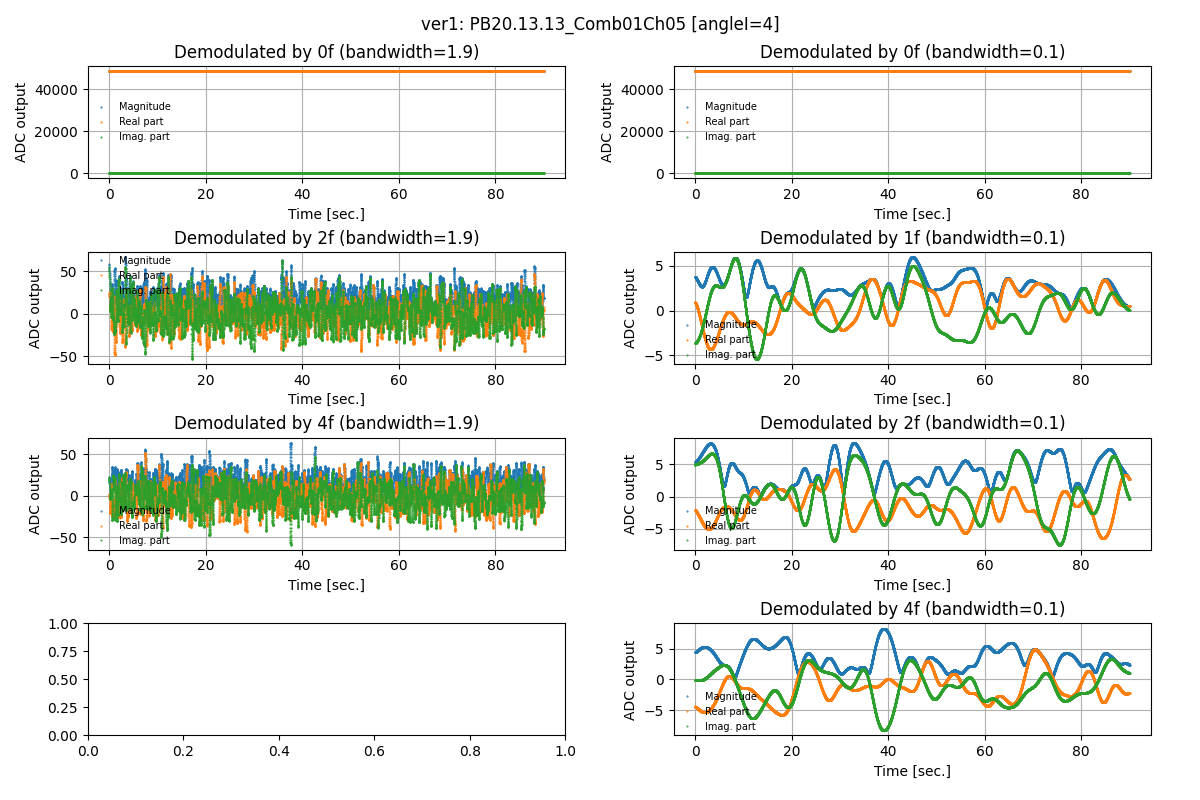 ver1: PB20.13.13_Comb01Ch05 [angleI=4]
Demodulated by 0f (bandwidth=1.9)
ADC output
40000
20000
0
Magnitude
Real part
Imag. part
0 20 40 60 80
Time [sec.]
Demodulated by 0f (bandwidth=0.1)
ADC output
40000
20000
0
Magnitude
Real part
Imag. part
0 20 40 60 80
Time [sec.]
Demodulated by 2f (bandwidth=1.9)
ADC output
50
0
−50
Magnitude
Real part
Imag. part
0 20 40 60 80
Time [sec.]
Demodulated by 1f (bandwidth=0.1)
ADC output
5
0
−5
Magnitude
Real part
Imag. part
0 20 40 60 80
Time [sec.]
Demodulated by 4f (bandwidth=1.9)
ADC output
50
0
−50
Magnitude
Real part
Imag. part
0 20 40 60 80
Time [sec.]
Demodulated by 2f (bandwidth=0.1)
ADC output
5
0
−5
Magnitude
Real part
Imag. part
0 20 40 60 80
Time [sec.]
1.00
0.75
0.50
0.25
0.00
0.0 0.2 0.4 0.6 0.8 1.0
Demodulated by 4f (bandwidth=0.1)
ADC output
5
0
−5
Magnitude
Real part
Imag. part
0 20 40 60 80
Time [sec.]